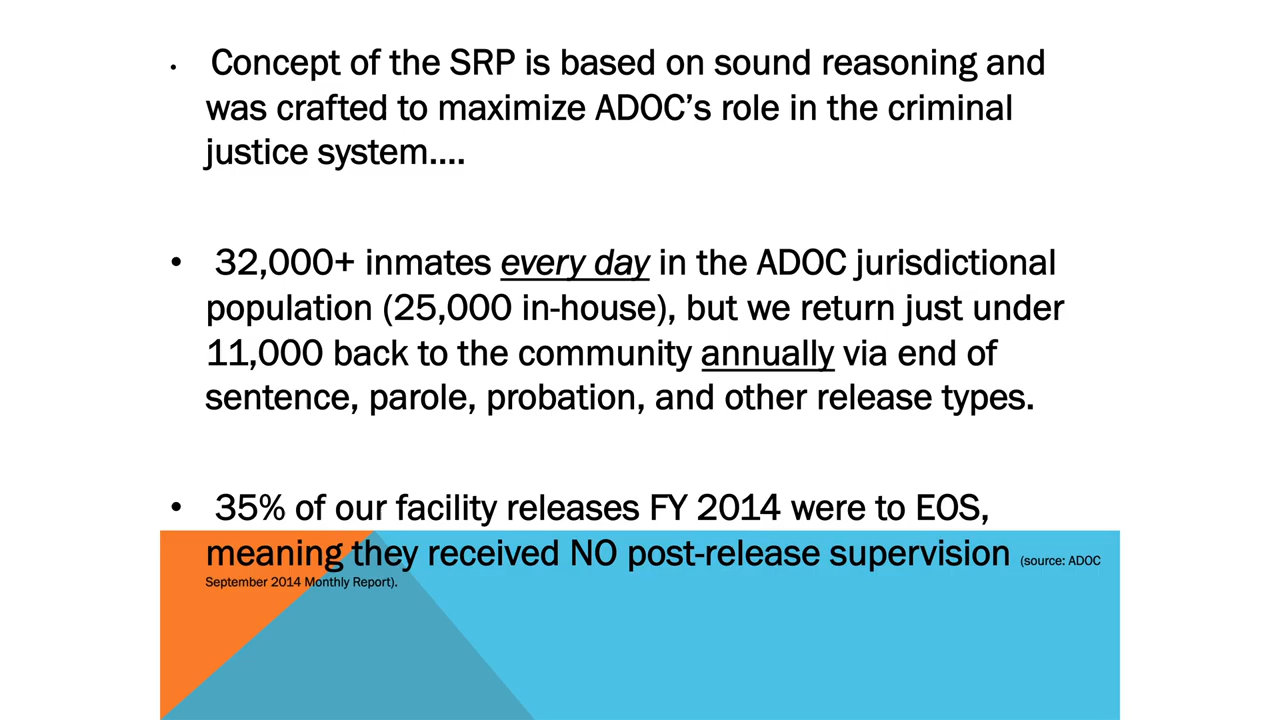 • Concept of the SRP is based on sound reasoning and
was crafted to maximize ADOC’s role in the criminal
justice system....
• 32,000+ inmates every day in the ADOC jurisdictional
population (25,000 in-house), but we return just under
11,000 back to the community annually via end of
sentence, parole, probation, and other release types.
• 35% of our facility releases FY 2014 were to EOS,
meaning they received NO post-release supervision (source: ADOC
September 2014 Monthly Report).